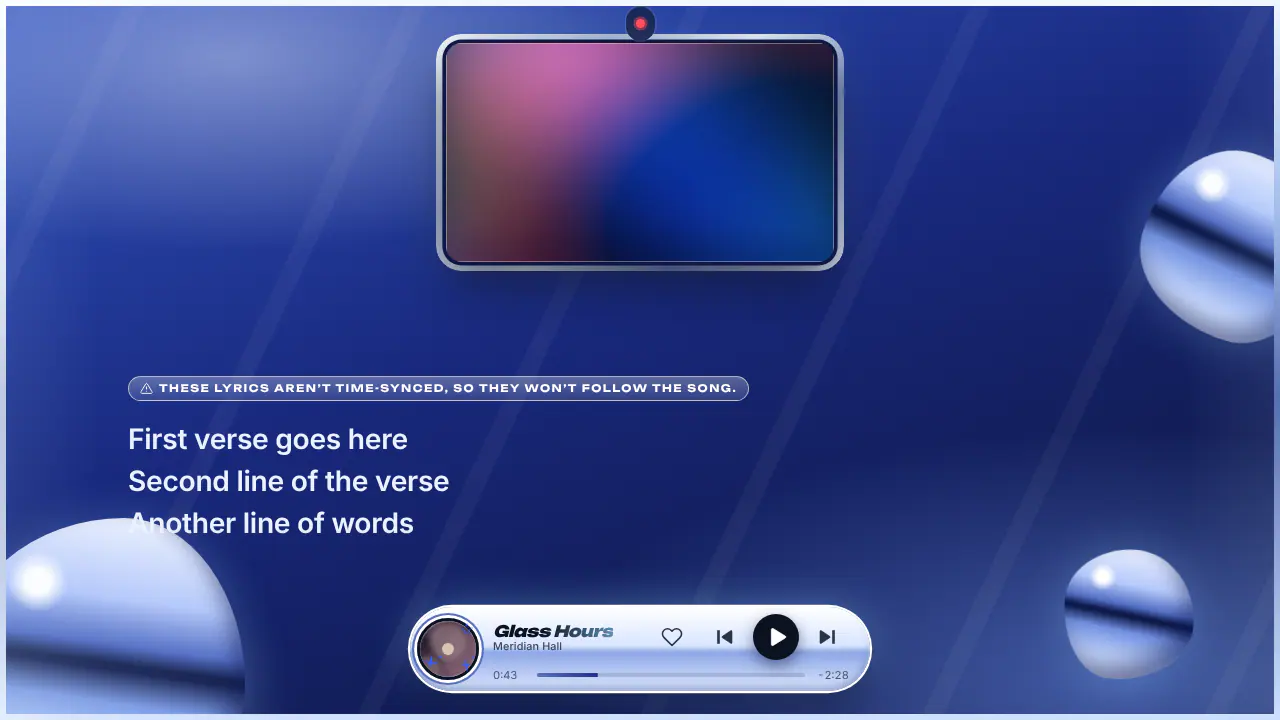 THESE LYRICS AREN'T TIME-SYNCED, SO THEY WON'T FOLLOW THE SONG.
First verse goes here
Second line of the verse
Another line of words
Glass Hours
Meridian Hall
0:43
-2:28